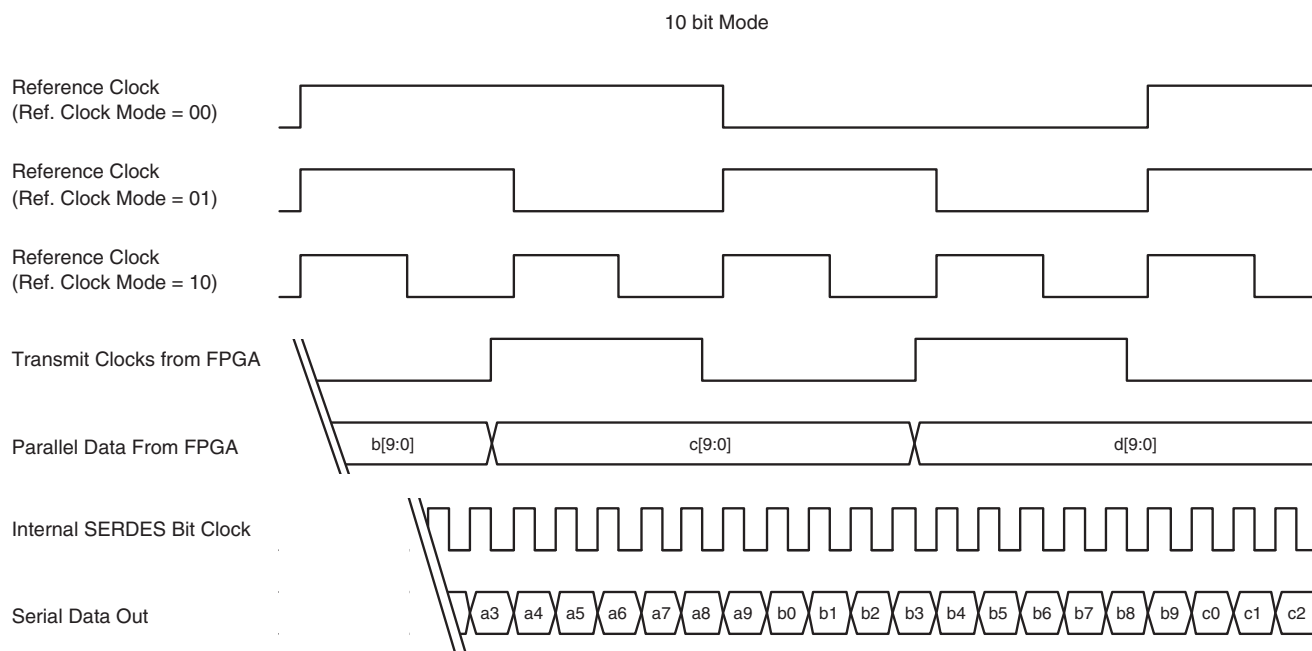 10 bit Mode
Reference Clock
(Ref. Clock Mode = 00)
Reference Clock
(Ref. Clock Mode = 01)
Reference Clock
(Ref. Clock Mode = 10)
Transmit Clocks from FPGA
Parallel Data From FPGA
b[9:0] c[9:0] d[9:0]
Internal SERDES Bit Clock
Serial Data Out
a3 a4 a5 a6 a7 a8 a9 b0 b1 b2 b3 b4 b5 b6 b7 b8 b9 c0 c1 c2